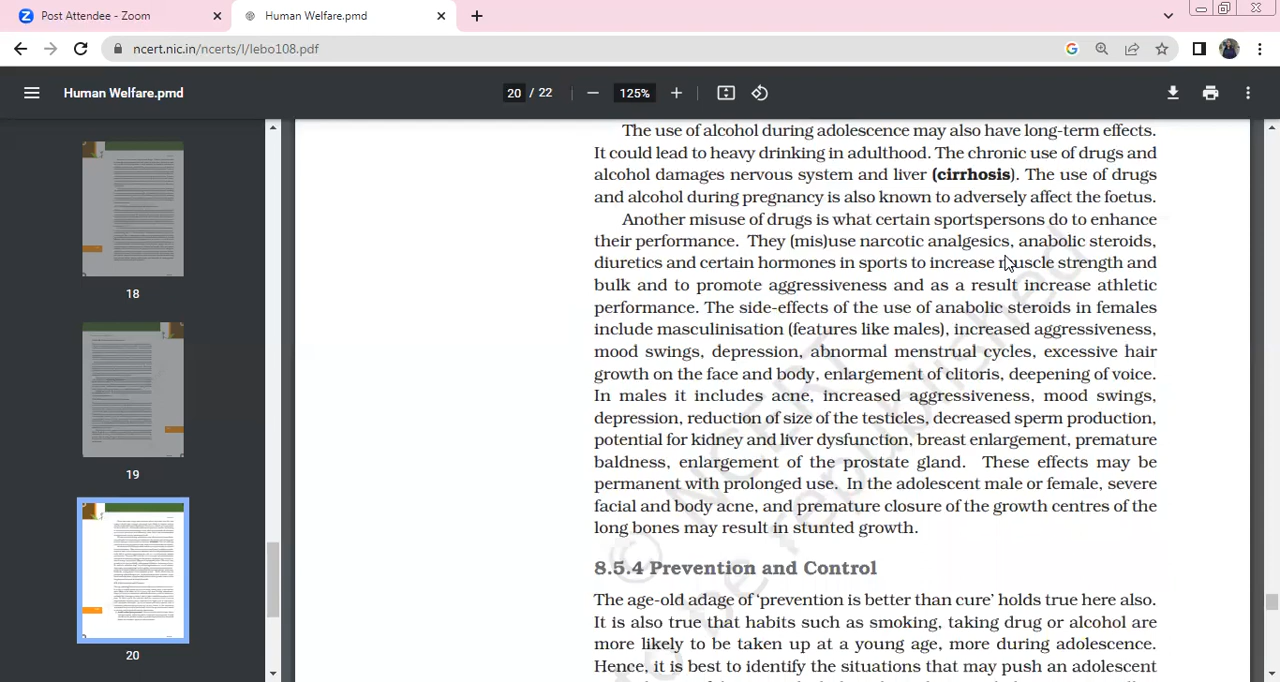 Post Attendee - Zoom
Human Welfare.pmd
ncert.nic.in/ncerts/l/lebo108.pdf
Human Welfare.pmd
20 / 22
125%
18
19
20
The use of alcohol during adolescence may also have long-term effects.
It could lead to heavy drinking in adulthood. The chronic use of drugs and
alcohol damages nervous system and liver (cirrhosis). The use of drugs
and alcohol during pregnancy is also known to adversely affect the foetus.
Another misuse of drugs is what certain sportspersons do to enhance
their performance. They (mis)use narcotic analgesics, anabolic steroids,
diuretics and certain hormones in sports to increase muscle strength and
bulk and to promote aggressiveness and as a result increase athletic
performance. The side-effects of the use of anabolic steroids in females
include masculinisation (features like males), increased aggressiveness,
mood swings, depression, abnormal menstrual cycles, excessive hair
growth on the face and body, enlargement of clitoris, deepening of voice.
In males it includes acne, increased aggressiveness, mood swings,
depression, reduction of size of the testicles, decreased sperm production,
potential for kidney and liver dysfunction, breast enlargement, premature
baldness, enlargement of the prostate gland. These effects may be
permanent with prolonged use. In the adolescent male or female, severe
facial and body acne, and premature closure of the growth centres of the
long bones may result in stunted growth.
8.5.4 Prevention and Control
The age-old adage of 'prevention is better than cure' holds true here also.
It is also true that habits such as smoking, taking drug or alcohol are
more likely to be taken up at a young age, more during adolescence.
Hence, it is best to identify the situations that may push an adolescent
© NCERT
republished